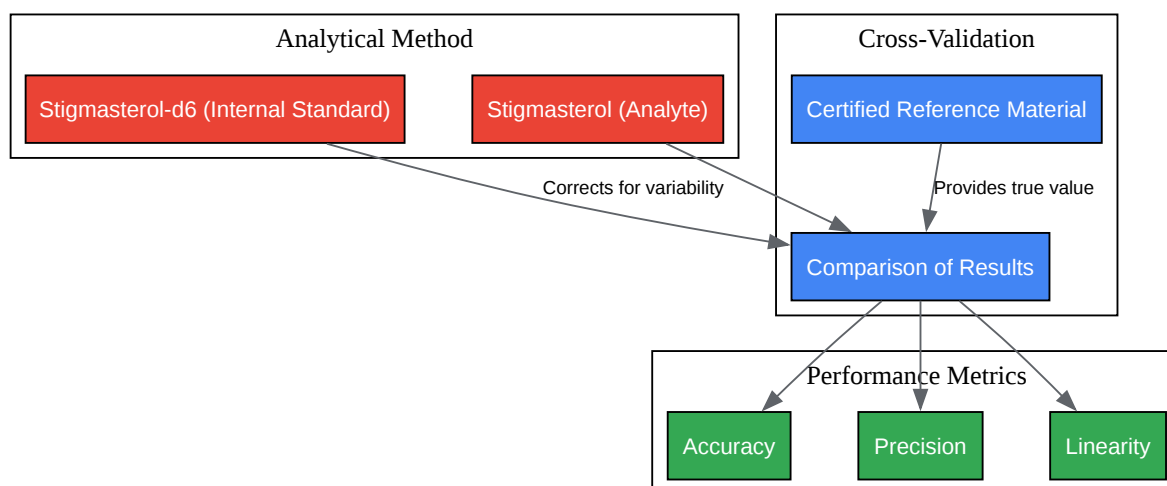 Analytical Method
Cross-Validation
Stigmasterol-d6 (Internal Standard)
Stigmasterol (Analyte)
Certified Reference Material
Corrects for variability
Provides true value
Comparison of Results
Performance Metrics
Accuracy
Precision
Linearity